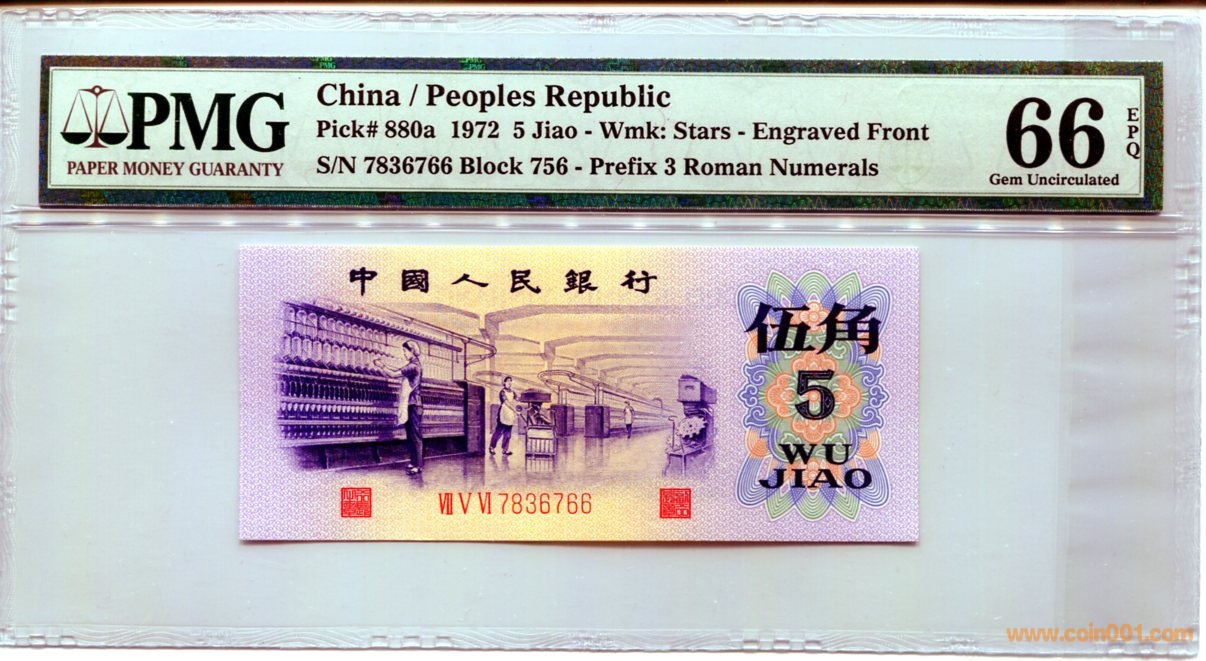 PMG
PAPER MONEY GUARANTY
China / Peoples Republic
Pick# 880a 1972 5 Jiao - Wmk: Stars - Engraved Front
S/N 7836766 Block 756 - Prefix 3 Roman Numerals
66
EPQ
Gem Uncirculated
中國人民銀行
伍角
5
WU
JIAO
Ⅶ Ⅴ Ⅵ 7836766
www.coin001.com